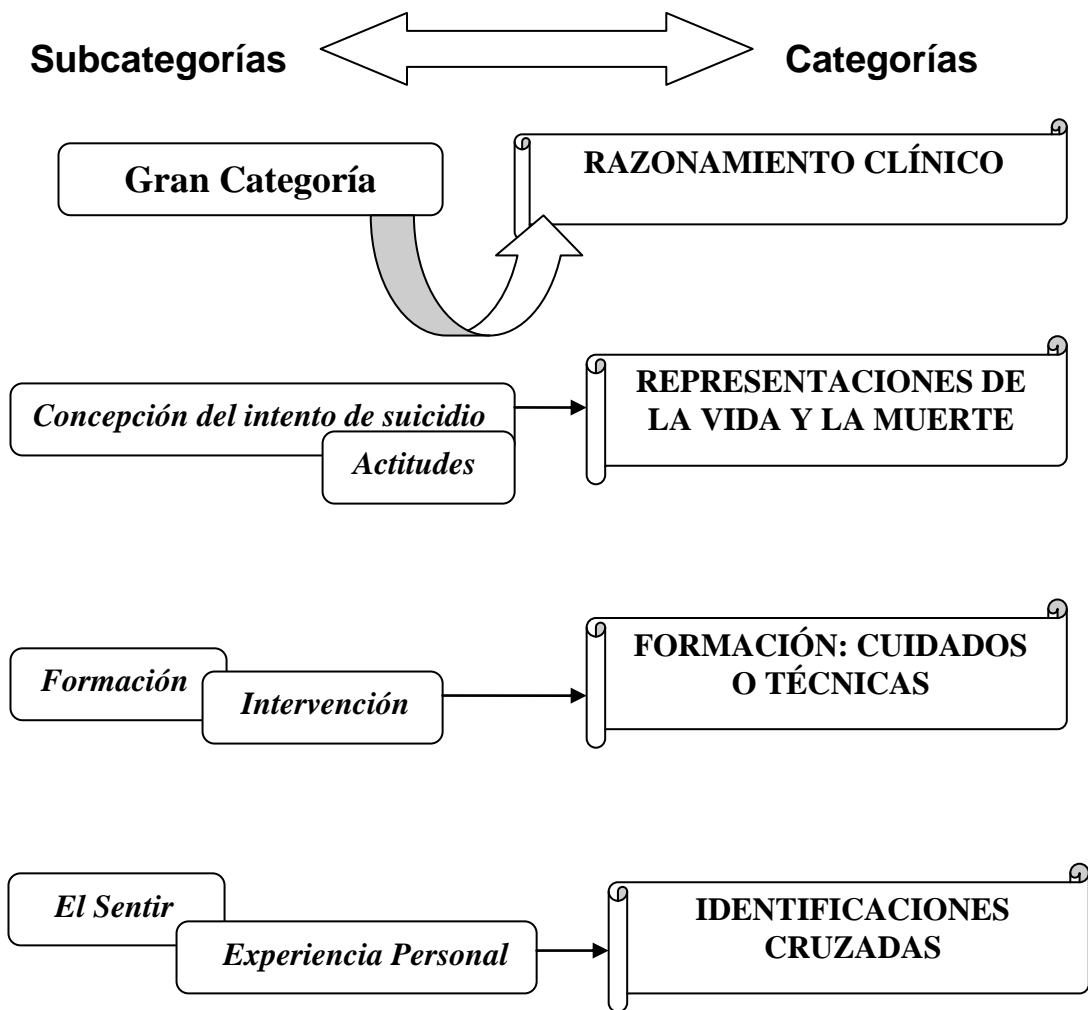 Subcategorías
Categorías
Gran Categoría
RAZONAMIENTO CLÍNICO
Concepción del intento de suicidio
Actitudes
REPRESENTACIONES DE
LA VIDA Y LA MUERTE
Formación
Intervención
FORMACIÓN: CUIDADOS
O TÉCNICAS
El Sentir
Experiencia Personal
IDENTIFICACIONES
CRUZADAS